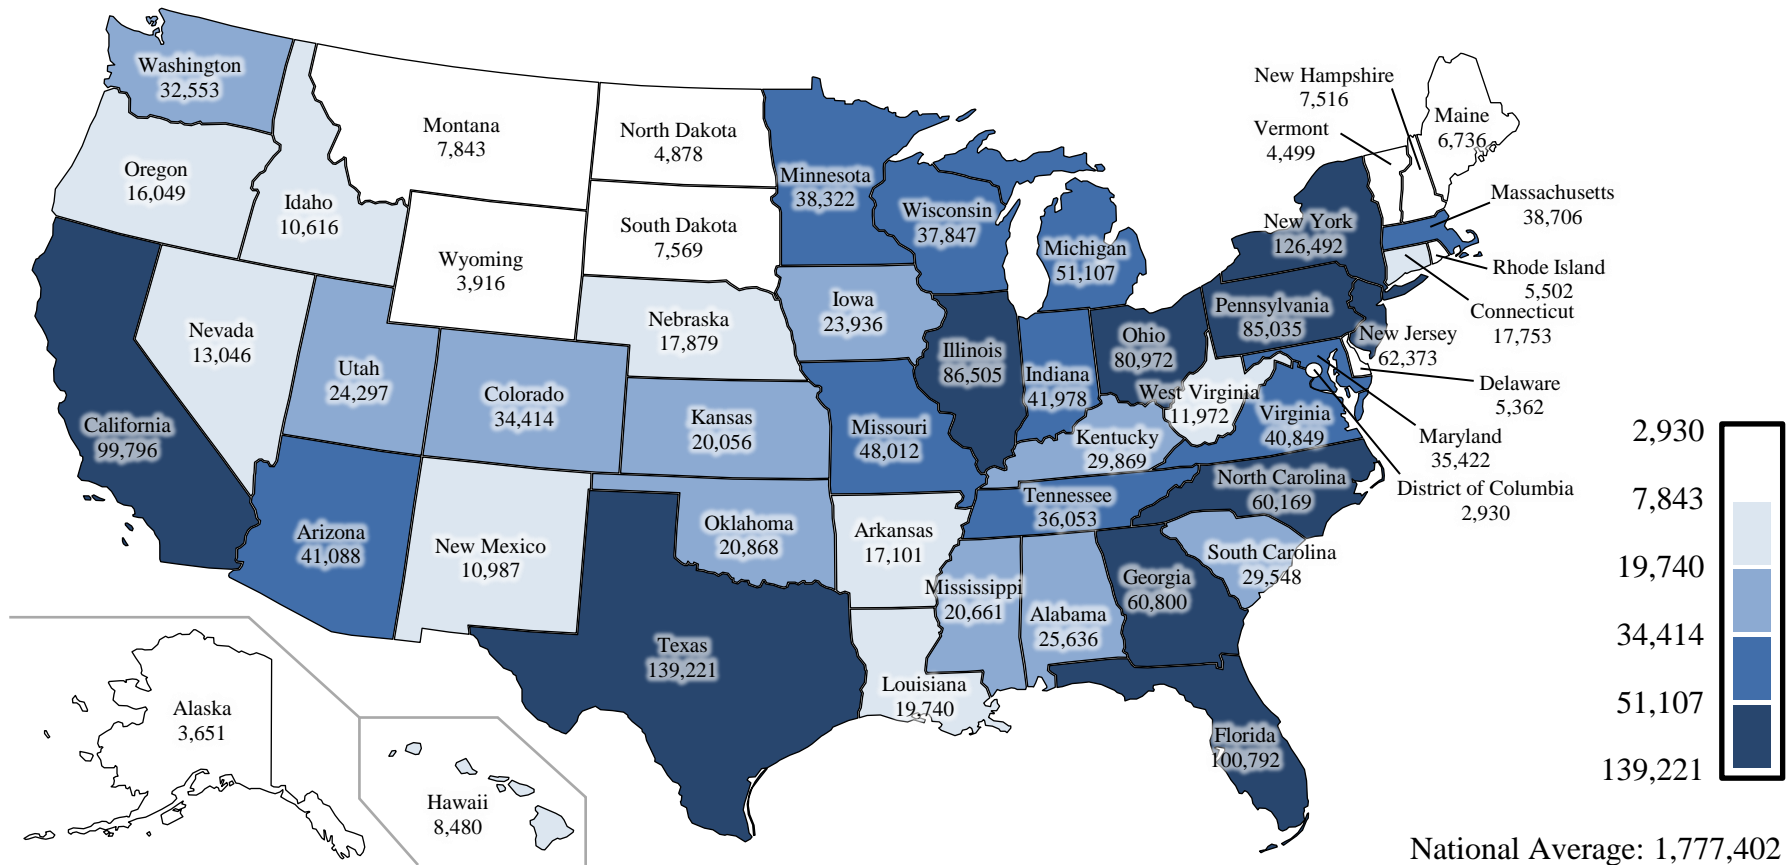 Washington
32,553
Oregon
16,049
Idaho
10,616
Montana
7,843
Wyoming
3,916
North Dakota
4,878
South Dakota
7,569
Nebraska
17,879
Nevada
13,046
Utah
24,297
Colorado
34,414
Kansas
20,056
California
99,796
Arizona
41,088
New Mexico
10,987
Oklahoma
20,868
Texas
139,221
Minnesota
38,322
Iowa
23,936
Missouri
48,012
Arkansas
17,101
Louisiana
19,740
Wisconsin
37,847
Illinois
86,505
Michigan
51,107
Indiana
41,978
Ohio
80,972
Kentucky
29,869
Tennessee
36,053
Mississippi
20,661
Alabama
25,636
Georgia
60,800
Florida
100,792
South Carolina
29,548
North Carolina
60,169
Virginia
40,849
West Virginia
11,972
Pennsylvania
85,035
New York
126,492
New Hampshire
7,516
Vermont
4,499
Maine
6,736
Massachusetts
38,706
Rhode Island
5,502
Connecticut
17,753
New Jersey
62,373
Delaware
5,362
Maryland
35,422
District of Columbia
2,930
Alaska
3,651
Hawaii
8,480
2,930
7,843
19,740
34,414
51,107
139,221
National Average: 1,777,402